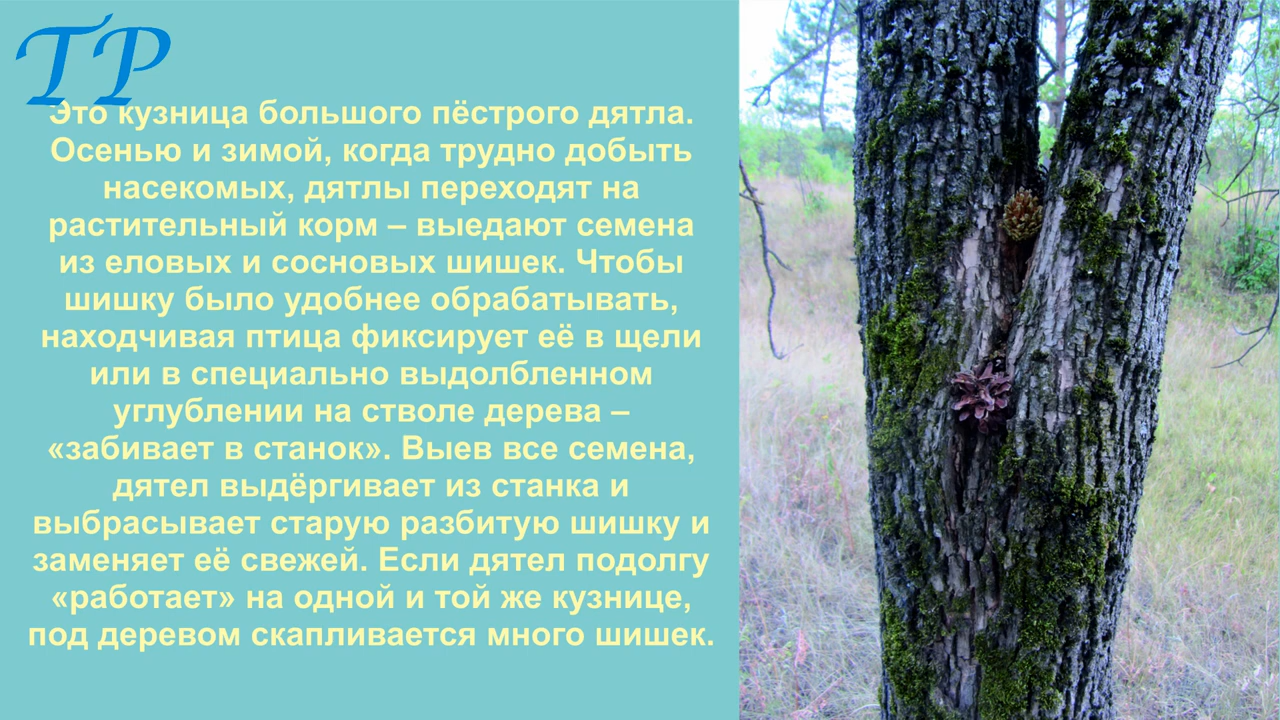 ТР
Это кузница большого пёстрого дятла.
Осенью и зимой, когда трудно добыть
насекомых, дятлы переходят на
растительный корм – выедают семена
из еловых и сосновых шишек. Чтобы
шишку было удобнее обрабатывать,
находчивая птица фиксирует её в щели
или в специально выдолбленном
углублении на стволе дерева –
«забивает в станок». Выев все семена,
дятел выдёргивает из станка и
выбрасывает старую разбитую шишку и
заменяет её свежей. Если дятел подолгу
«работает» на одной и той же кузнице,
под деревом скапливается много шишек.